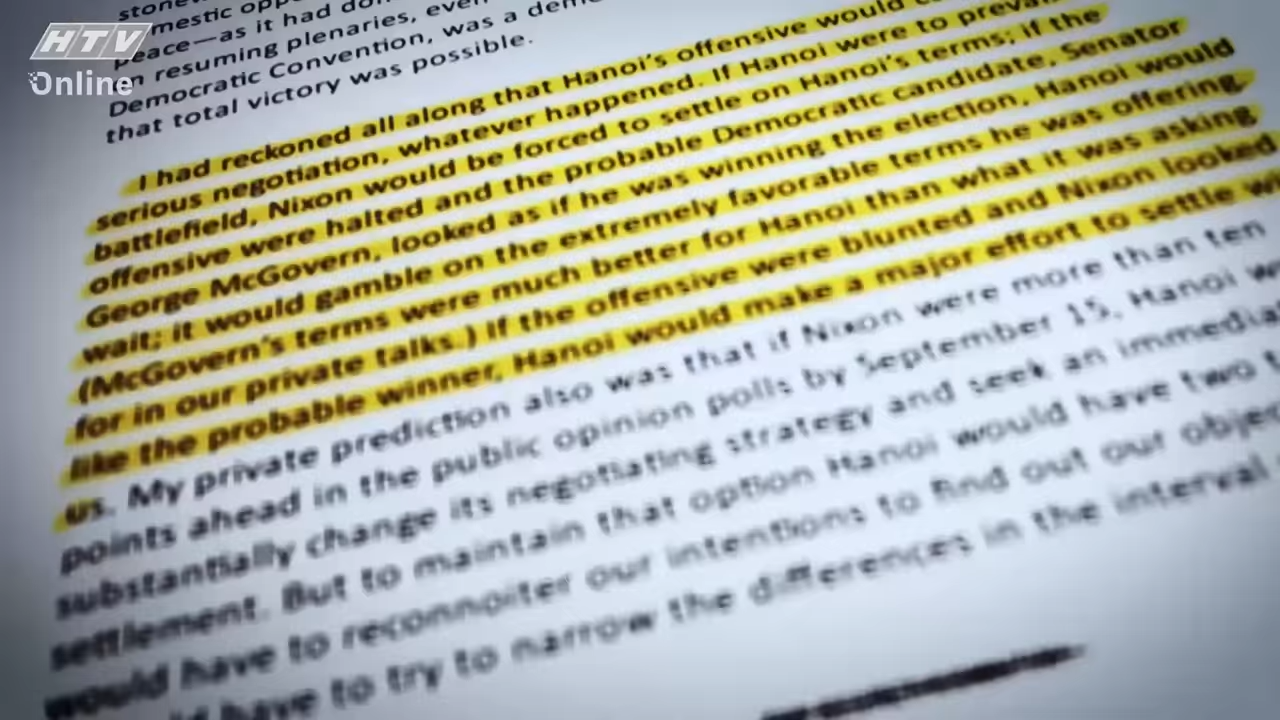 HTV
Online
mestic
peace—as it had
resuming plenaries,
Democratic Convention, was a
that total victory was possible.
I had reckoned all along that Hanoi's offensive would
serious negotiation, whatever happened. If Hanoi were to
battlefield, Nixon would be forced to settle on Hanoi's terms; if the
offensive were halted and the probable Democratic candidate, Senator
George McGovern, looked as if he was winning the election, Hanoi would
wait; it would gamble on the extremely favorable terms he was offering.
(McGovern's terms were much better for Hanoi than what it was asking
for in our private talks.) If the offensive were blunted and Nixon looked
like the probable winner, Hanoi would make a major effort to settle
us. My private prediction also was that if Nixon were more than ten
points ahead in the public opinion polls by September 15, Hanoi
substantially change its negotiating strategy and seek an
settlement. But to maintain that option Hanoi would have two
would have to reconnoiter our intentions to find out our
have to try to narrow the differences in the interval